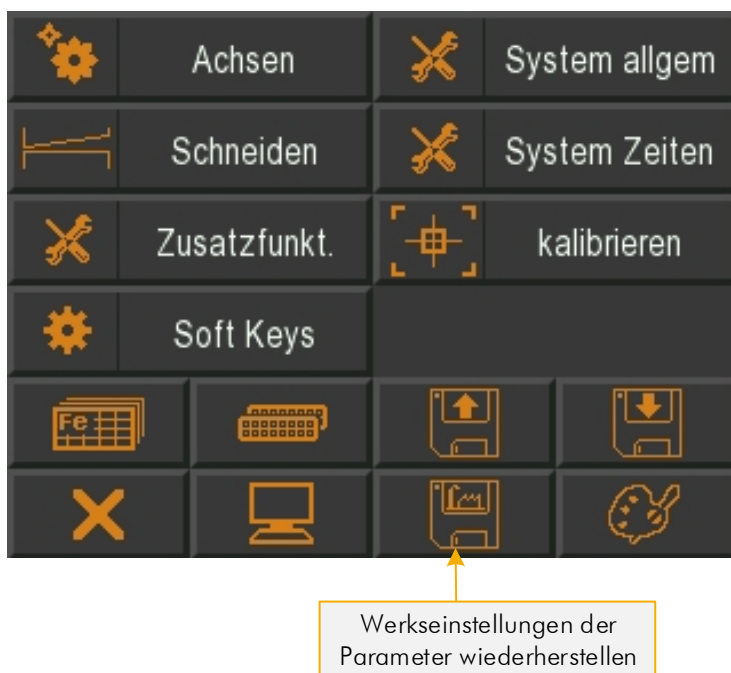 Achsen
System allgem
Schneiden
System Zeiten
Zusatzfunkt.
kalibrieren
Soft Keys
Fe
Werkseinstellungen der
Parameter wiederherstellen